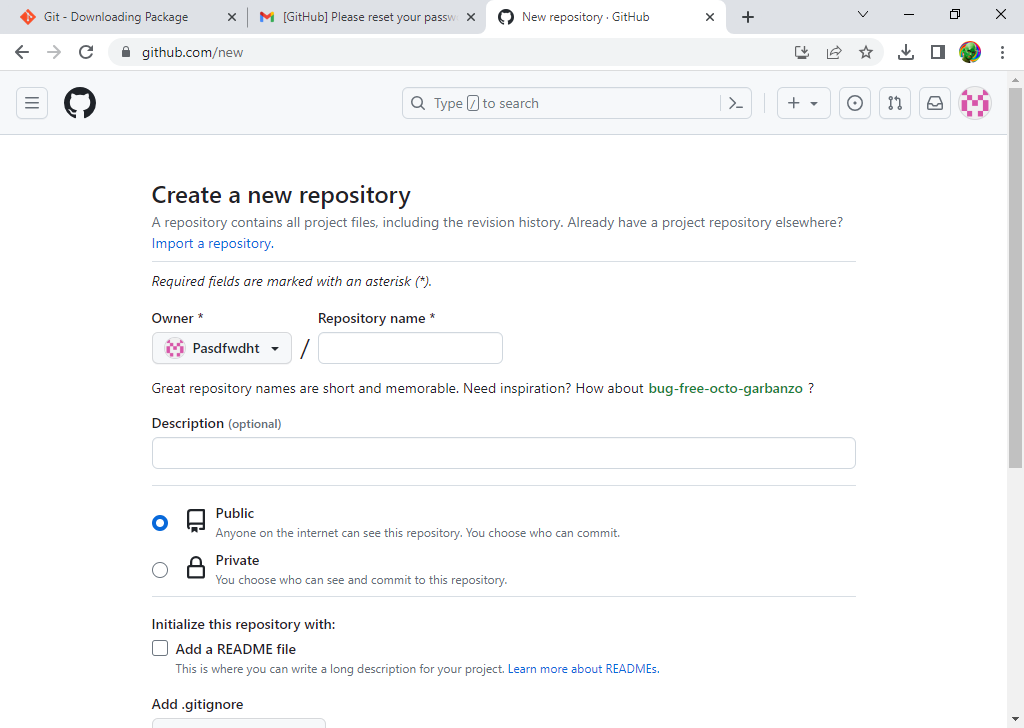 Git - Downloading Package
[GitHub] Please reset your passw
New repository · GitHub
github.com/new
Type / to search
Create a new repository
A repository contains all project files, including the revision history. Already have a project repository elsewhere?
Import a repository.
Required fields are marked with an asterisk (*).
Owner *
Repository name *
Pasdfwdht
/
Great repository names are short and memorable. Need inspiration? How about bug-free-octo-garbanzo ?
Description (optional)
Public
Anyone on the internet can see this repository. You choose who can commit.
Private
You choose who can see and commit to this repository.
Initialize this repository with:
Add a README file
This is where you can write a long description for your project. Learn more about READMEs.
Add .gitignore